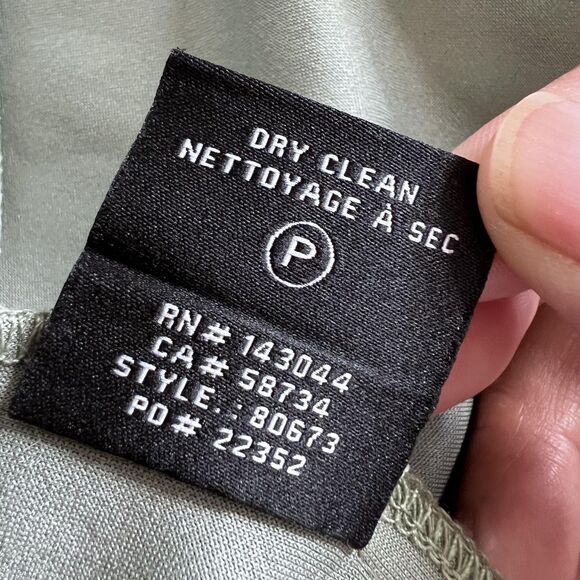 DRY CLEAN
NETTOYAGE À SEC
P
RN# 143044
CA# 58734
STYLE.: 80673
PO# 22352